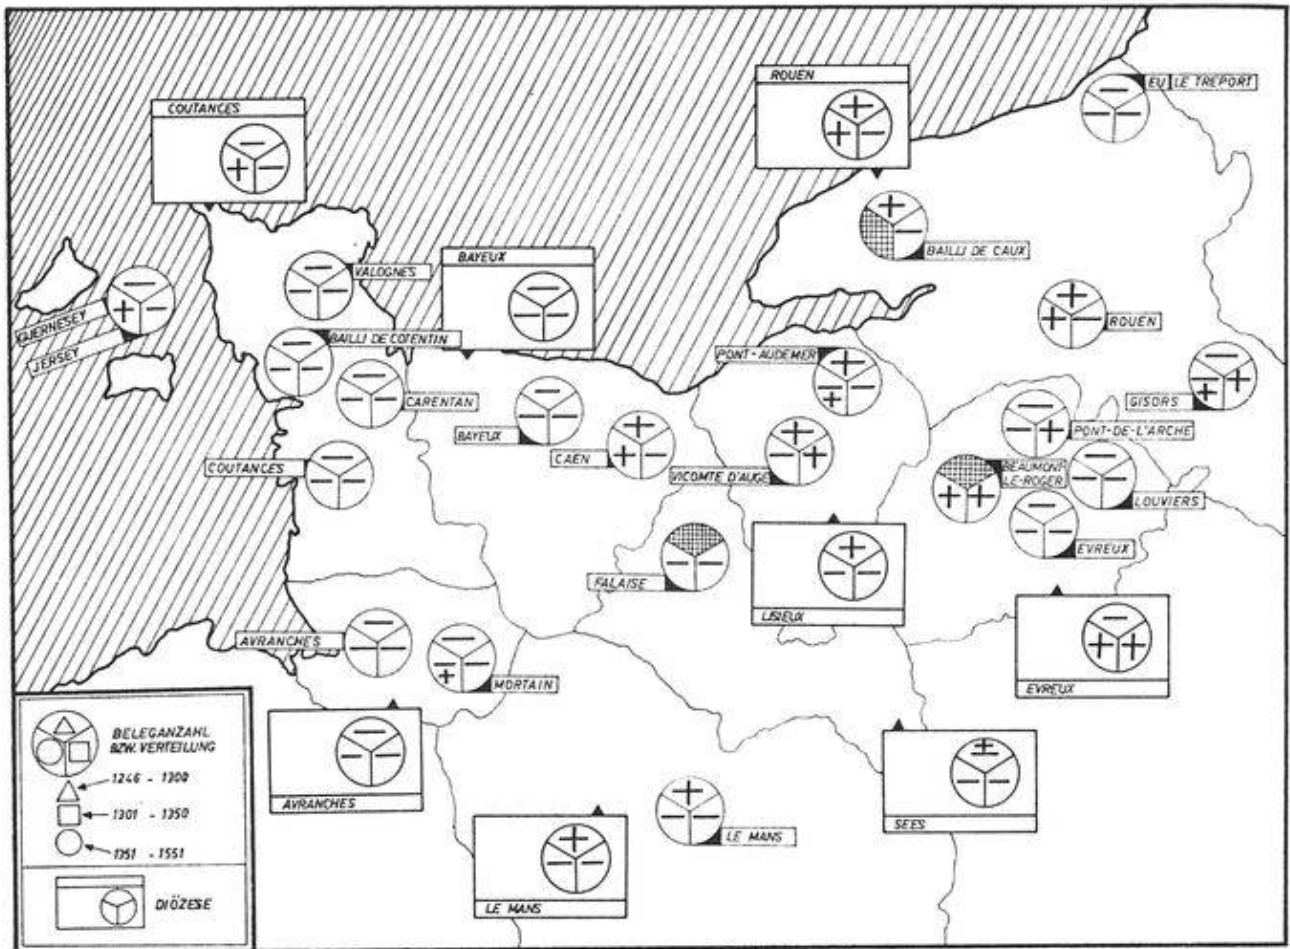 ROUEN
EU LE TREPORT
COUTANCES
BAILLI DE CAUX
BAYEUX
VALOGNES
GUERNESEY
JERSEY
BAILLI DE COTENTIN
ROUEN
PONT-AUDEMER
CARENTAN
GISORS
BAYEUX
PONT-DE-L'ARCHE
CAEN
COUTANCES
VICOMTE D'AUGE
BEAUMONT
LE-ROGER
LOUVIERS
EVREUX
FALAISE
LISIEUX
AVRANCHES
MORTAIN
EVREUX
BELEGANZAHL
BZW. VERTEILUNG
1246 - 1300
1301 - 1350
1351 - 1551
DIÖZESE
AVRANCHES
SEES
LE MANS
LE MANS